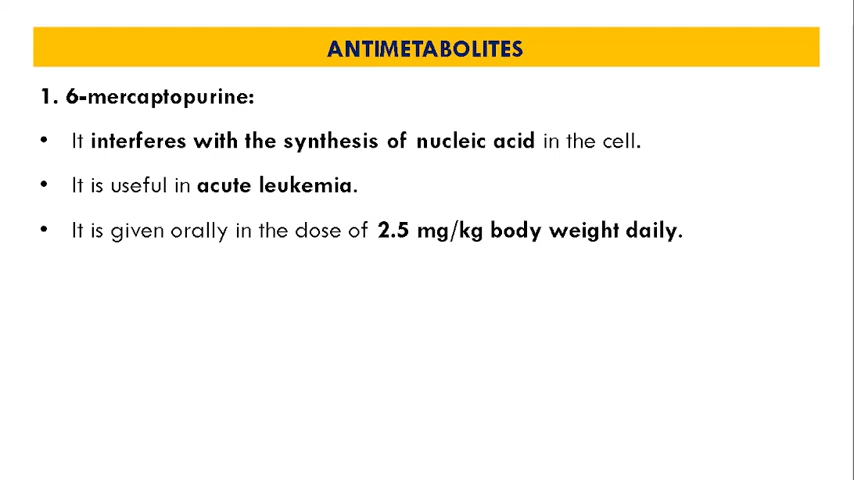 ANTIMETABOLITES
1. 6-mercaptopurine:
• It interferes with the synthesis of nucleic acid in the cell.
• It is useful in acute leukemia.
• It is given orally in the dose of 2.5 mg/kg body weight daily.